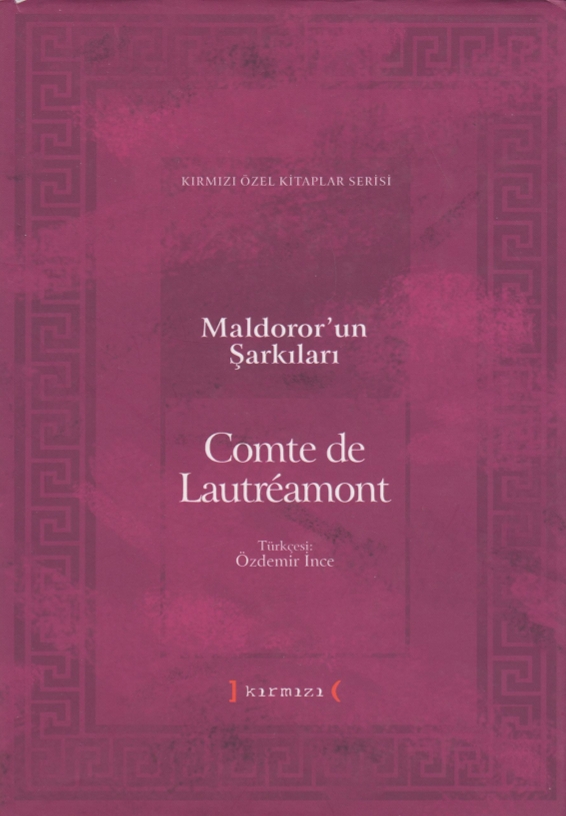 KIRMIZI ÖZEL KİTAPLAR SERİSİ
Maldoror’un
Şarkıları
Comte de
Lautréamont
Türkçesi:
Özdemir İnce
] kırmızı (